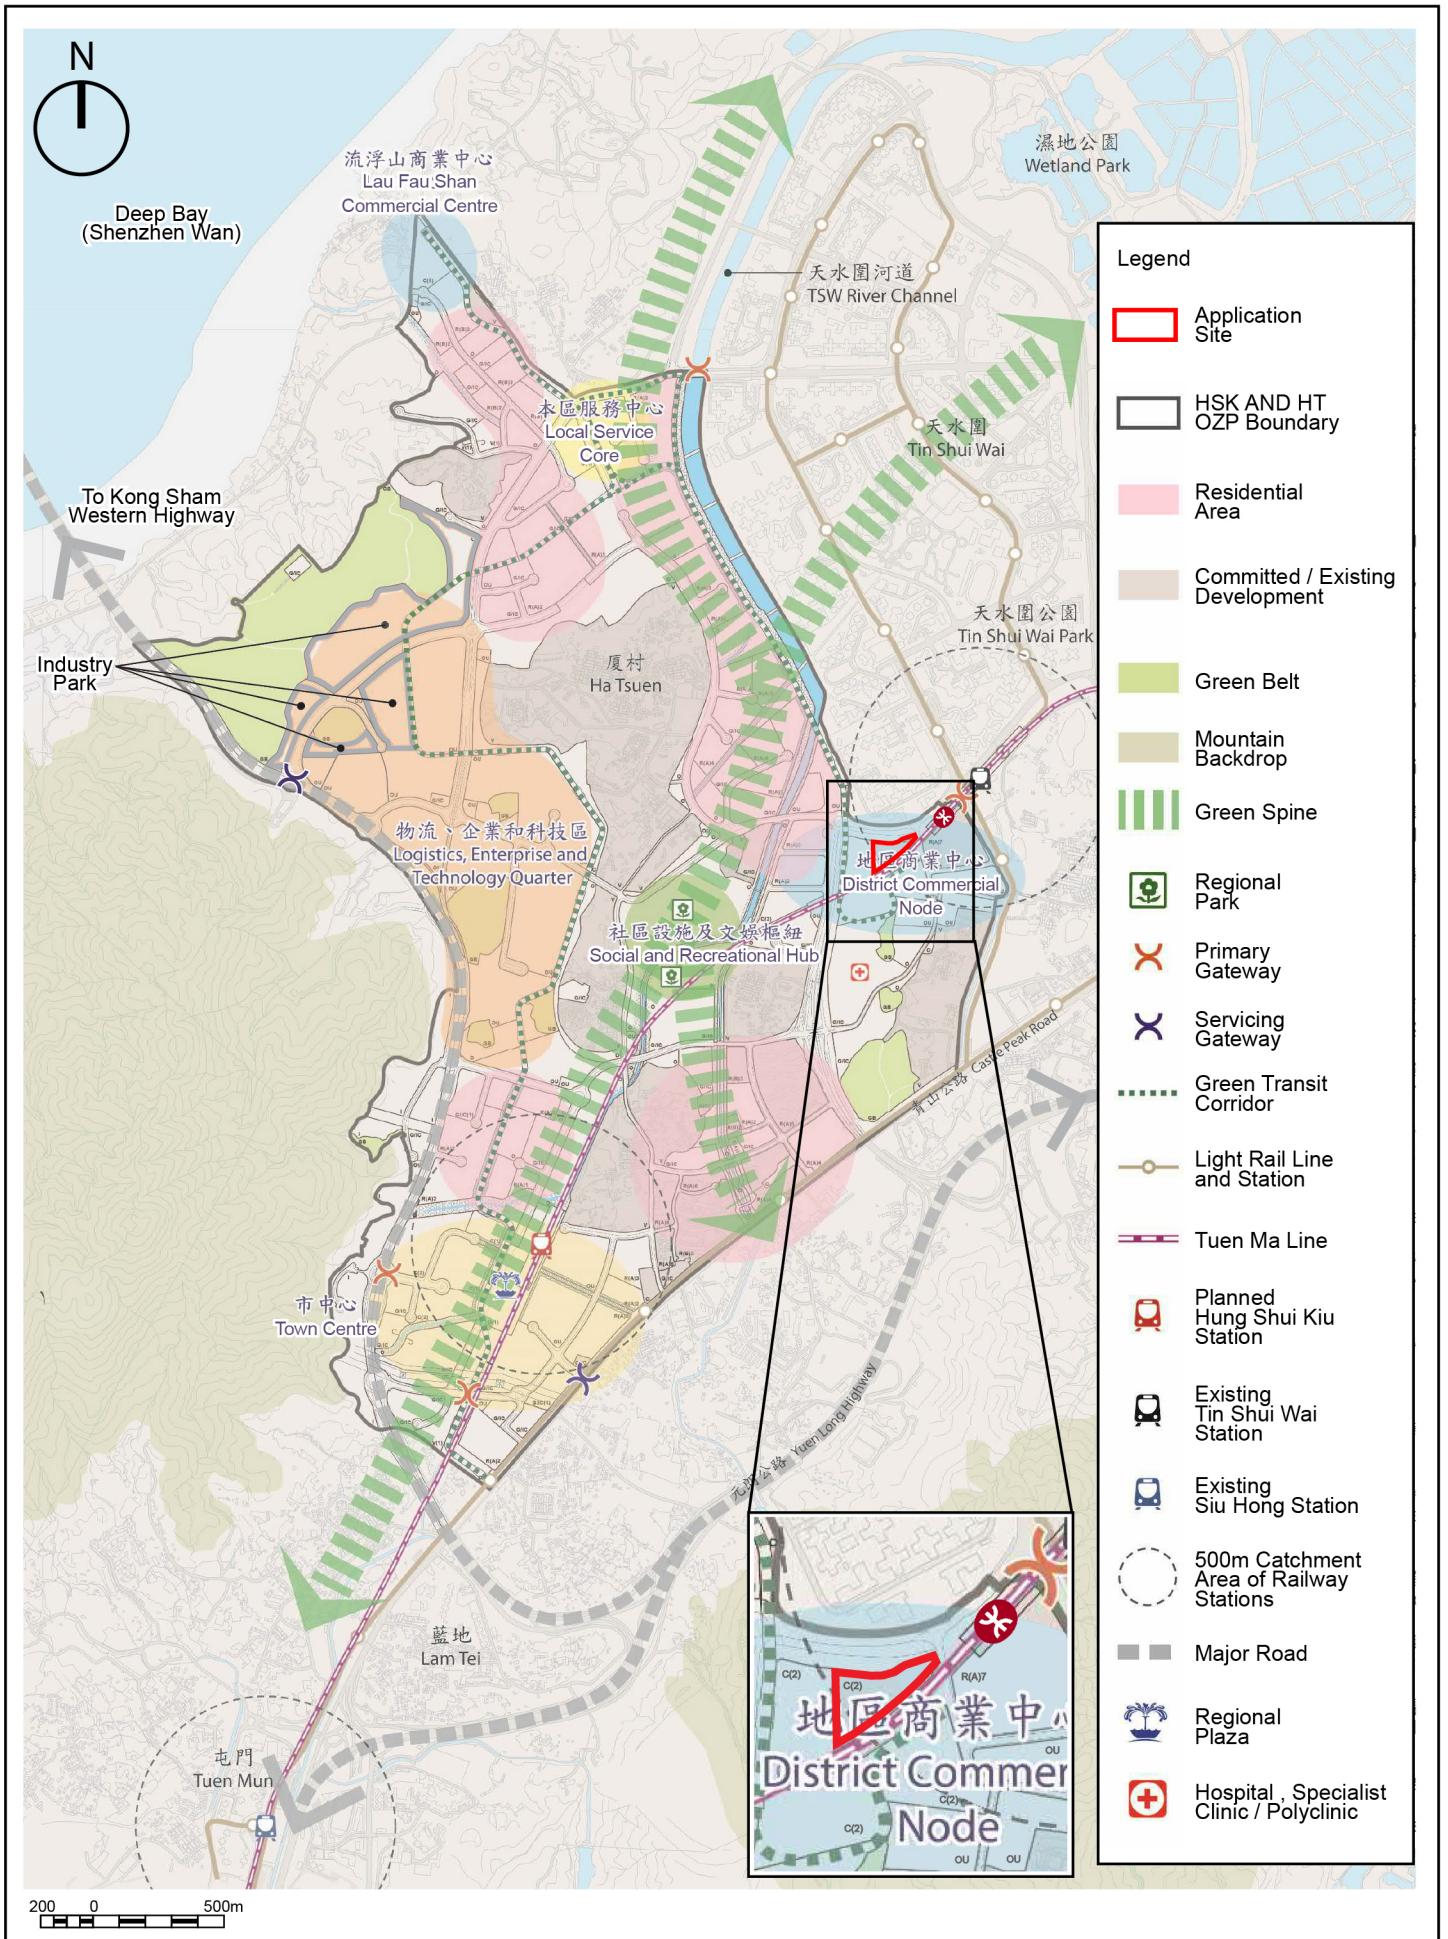 N
流浮山商業中心
Lau Fau Shan
Commercial Centre
濕地公園
Wetland Park
Deep Bay
(Shenzhen Wan)
天水圍河道
TSW River Channel
本區服務中心
Local Service
Core
天水圍
Tin Shui Wai
To Kong Sham
Western Highway
天水圍公園
Tin Shui Wai Park
Industry
Park
厦村
Ha Tsuen
物流、企業和科技區
Logistics, Enterprise and
Technology Quarter
地區商業中心
District Commercial
Node
社區設施及文娛樞紐
Social and Recreational Hub
青山公路 Castle Peak Road
市中心
Town Centre
元朗公路 Yuen Long Highway
藍地
Lam Tei
屯門
Tuen Mun
C(2)
C(2)
R(A)7
地區商業中
District Commer
OU
C(2)
C(2)
Node
OU
OU
Legend
Application
Site
HSK AND HT
OZP Boundary
Residential
Area
Committed / Existing
Development
Green Belt
Mountain
Backdrop
Green Spine
Regional
Park
Primary
Gateway
Servicing
Gateway
Green Transit
Corridor
Light Rail Line
and Station
Tuen Ma Line
Planned
Hung Shui Kiu
Station
Existing
Tin Shui Wai
Station
Existing
Siu Hong Station
500m Catchment
Area of Railway
Stations
Major Road
Regional
Plaza
Hospital , Specialist
Clinic / Polyclinic
200 0 500m